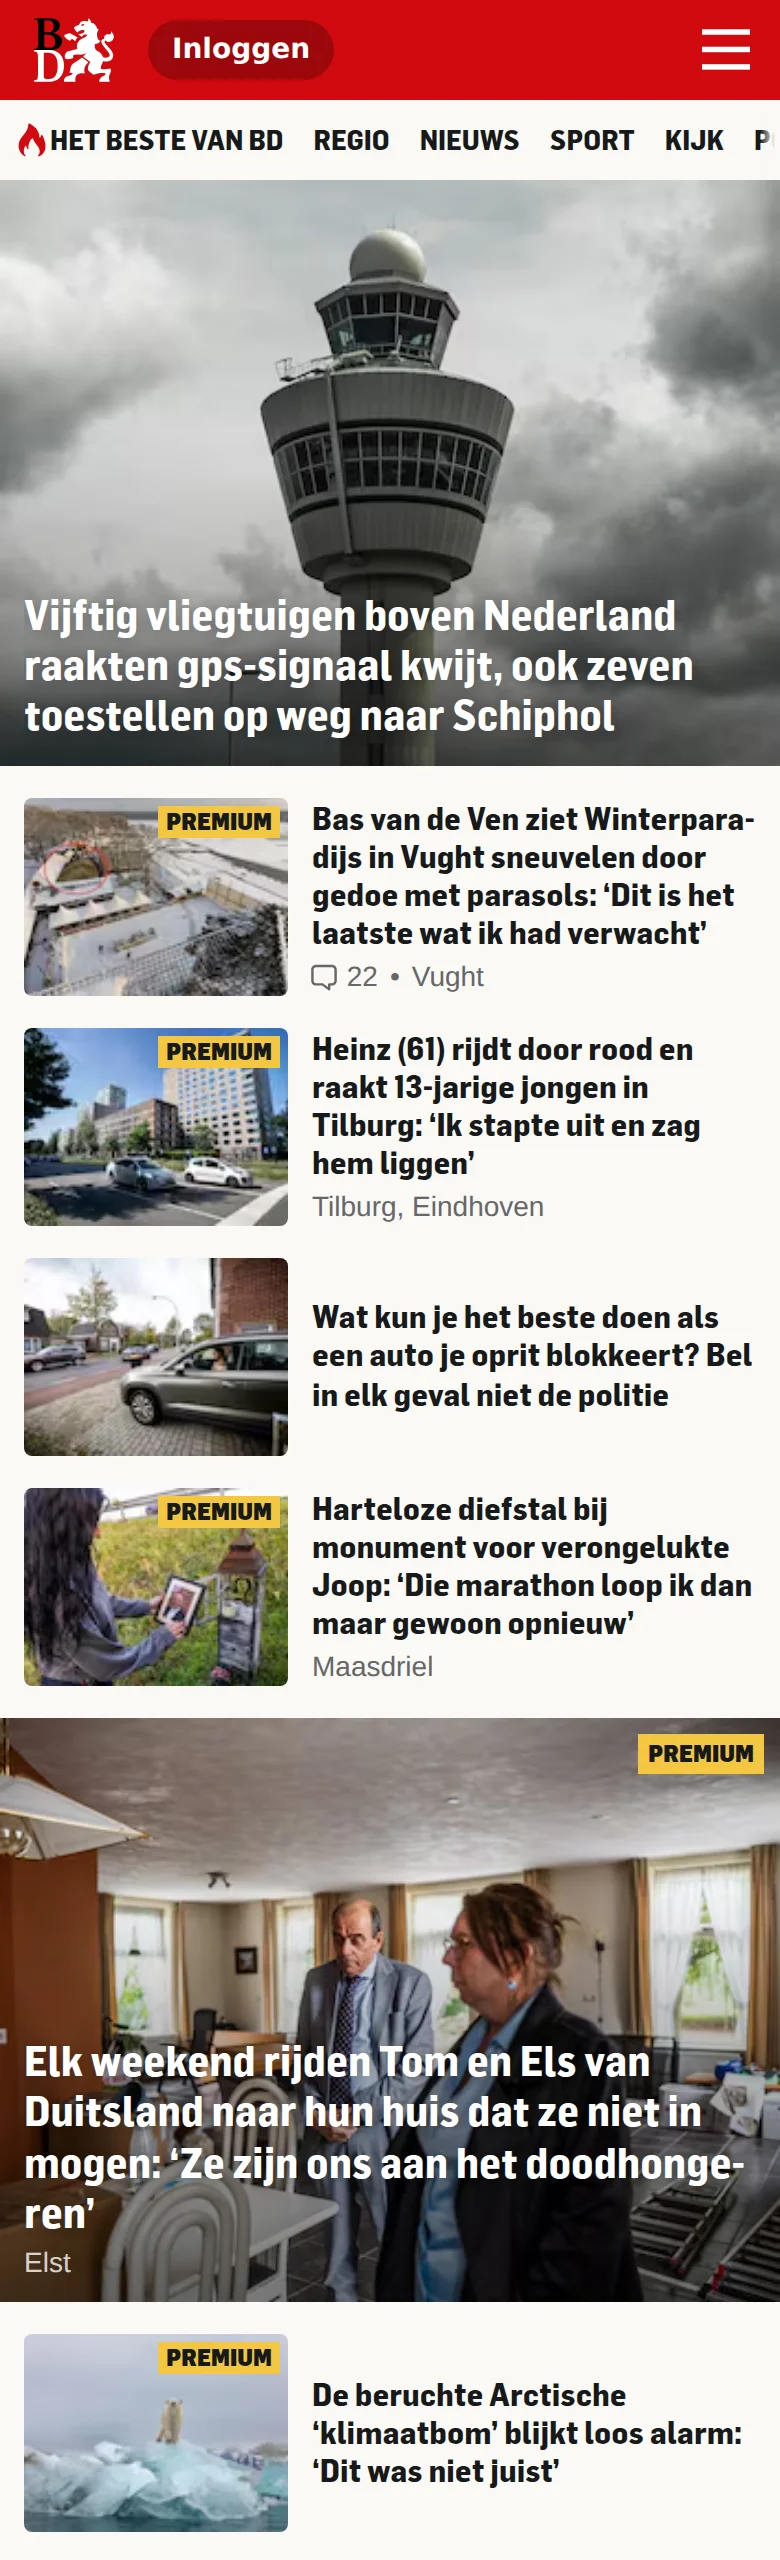 BD
Inloggen
HET BESTE VAN BD REGIO NIEUWS SPORT KIJK
Vijftig vliegtuigen boven Nederland
raakten gps-signaal kwijt, ook zeven
toestellen op weg naar Schiphol
PREMIUM
Bas van de Ven ziet Winterpara-
dijs in Vught sneuvelen door
gedoe met parasols: ‘Dit is het
laatste wat ik had verwacht’
22 • Vught
PREMIUM
Heinz (61) rijdt door rood en
raakt 13-jarige jongen in
Tilburg: ‘Ik stapte uit en zag
hem liggen’
Tilburg, Eindhoven
Wat kun je het beste doen als
een auto je oprit blokkeert? Bel
in elk geval niet de politie
PREMIUM
Harteloze diefstal bij
monument voor verongelukte
Joop: ‘Die marathon loop ik dan
maar gewoon opnieuw’
Maasdriel
PREMIUM
Elk weekend rijden Tom en Els van
Duitsland naar hun huis dat ze niet in
mogen: ‘Ze zijn ons aan het doodhonge-
ren’
Elst
PREMIUM
De beruchte Arctische
‘klimaatbom’ blijkt loos alarm:
‘Dit was niet juist’